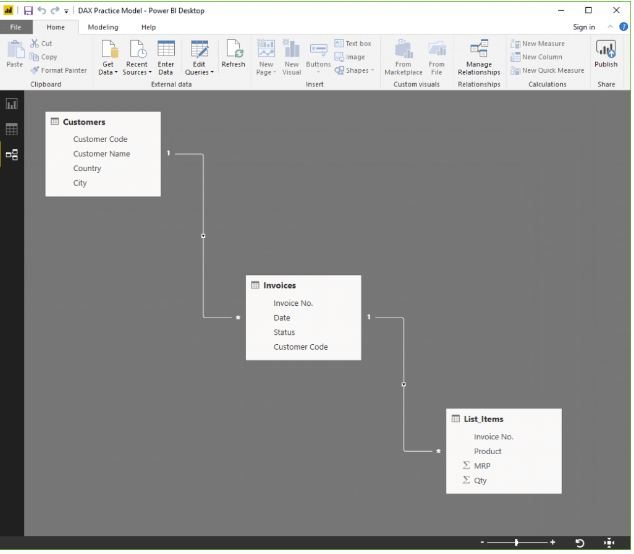 DAX Practice Model - Power BI Desktop
File Home Modeling Help Sign in
Paste
Cut
Copy
Format Painter
Clipboard
Get Data
Recent Sources
Enter Data
Edit Queries
External data
Refresh
New Page
New Visual
Buttons
Text box
Image
Shapes
Insert
From Marketplace
From File
Custom visuals
Manage Relationships
Relationships
New Measure
New Column
New Quick Measure
Calculations
Publish
Share
Customers
Customer Code
Customer Name
Country
City
1
*
Invoices
Invoice No.
Date
Status
Customer Code
1
*
List_Items
Invoice No.
Product
Σ MRP
Σ Qty